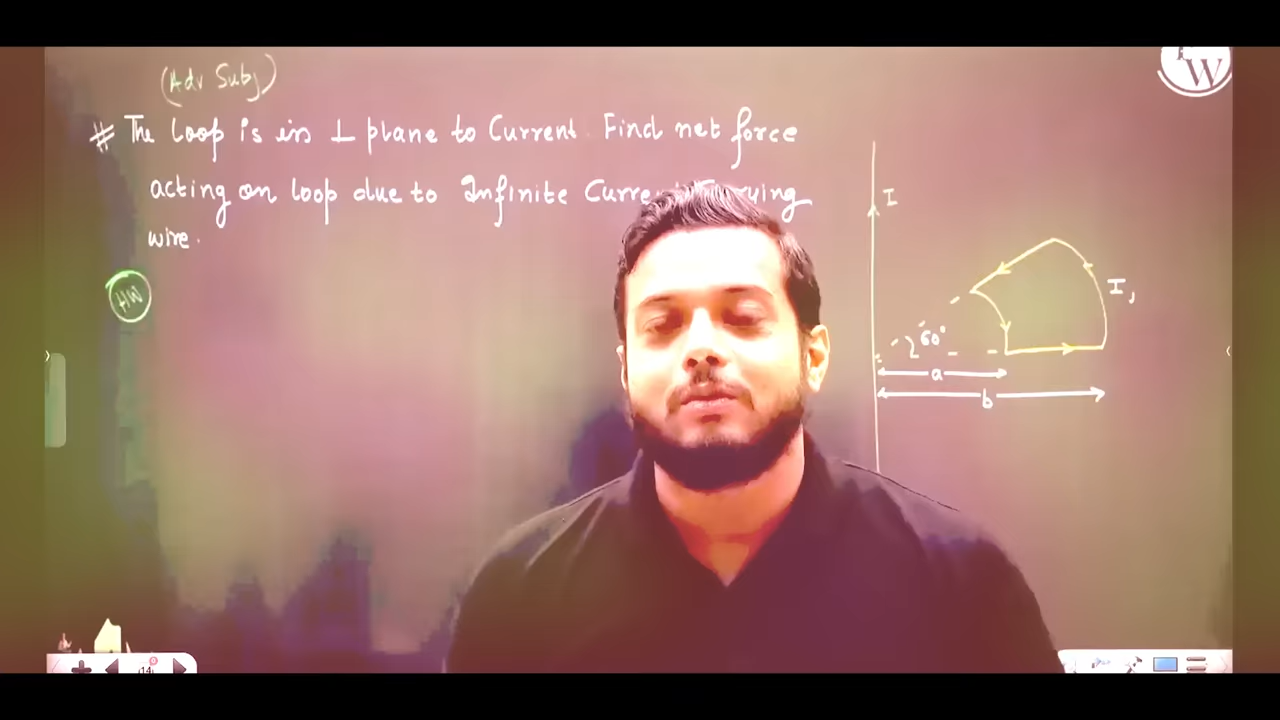 (Adv Subj)
# The loop is in ⊥ plane to Current. Find net force
acting on loop due to Infinite
wire.
HW
I
I₁
60°
a
b
W
14